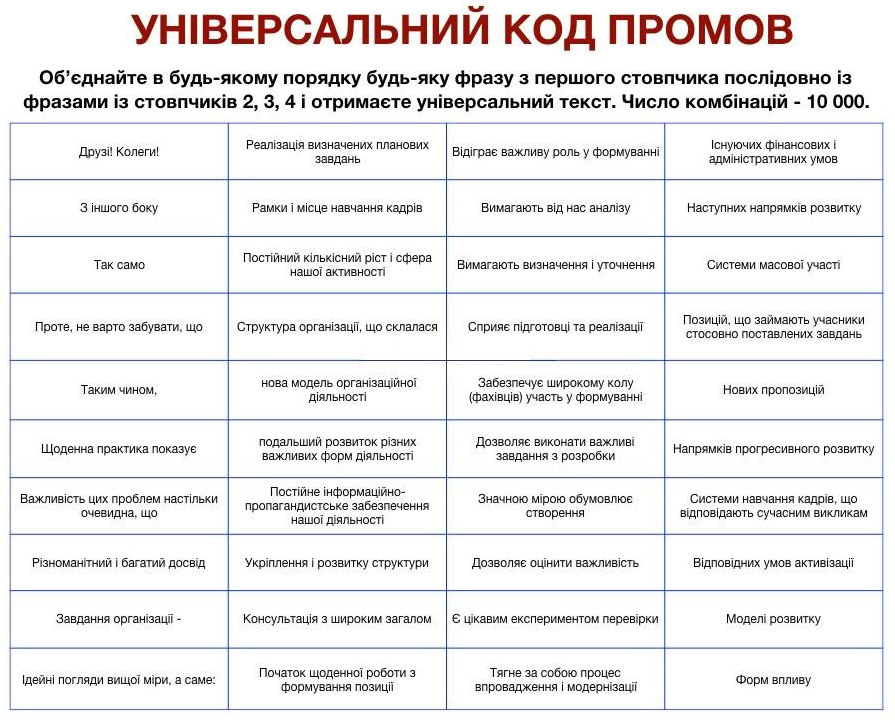 УНІВЕРСАЛЬНИЙ КОД ПРОМОВ
Об’єднайте в будь-якому порядку будь-яку фразу з першого стовпчика послідовно із
фразами із стовпчиків 2, 3, 4 і отримаєте універсальний текст. Число комбінацій - 10 000.
Друзі! Колеги!
Реалізація визначених планових
завдань
Відіграє важливу роль у формуванні
Існуючих фінансових і
адміністративних умов
З іншого боку
Рамки і місце навчання кадрів
Вимагають від нас аналізу
Наступних напрямків розвитку
Так само
Постійний кількісний ріст і сфера
нашої активності
Вимагають визначення і уточнення
Системи масової участі
Проте, не варто забувати, що
Структура організації, що склалася
Сприяє підготовці та реалізації
Позицій, що займають учасники
стосовно поставлених завдань
Таким чином,
нова модель організаційної
діяльності
Забезпечує широкому колу
(фахівців) участь у формуванні
Нових пропозицій
Щоденна практика показує
подальший розвиток різних
важливих форм діяльності
Дозволяє виконати важливі
завдання з розробки
Напрямків прогресивного розвитку
Важливість цих проблем настільки
очевидна, що
Постійне інформаційно-
пропагандистське забезпечення
нашої діяльності
Значною мірою обумовлює
створення
Системи навчання кадрів, що
відповідають сучасним викликам
Різноманітний і багатий досвід
Укріплення і розвитку структури
Дозволяє оцінити важливість
Відповідних умов активізації
Завдання організації -
Консультація з широким загалом
Є цікавим експериментом перевірки
Моделі розвитку
Ідейні погляди вищої міри, а саме:
Початок щоденної роботи з
формування позиції
Тягне за собою процес
впровадження і модернізації
Форм впливу